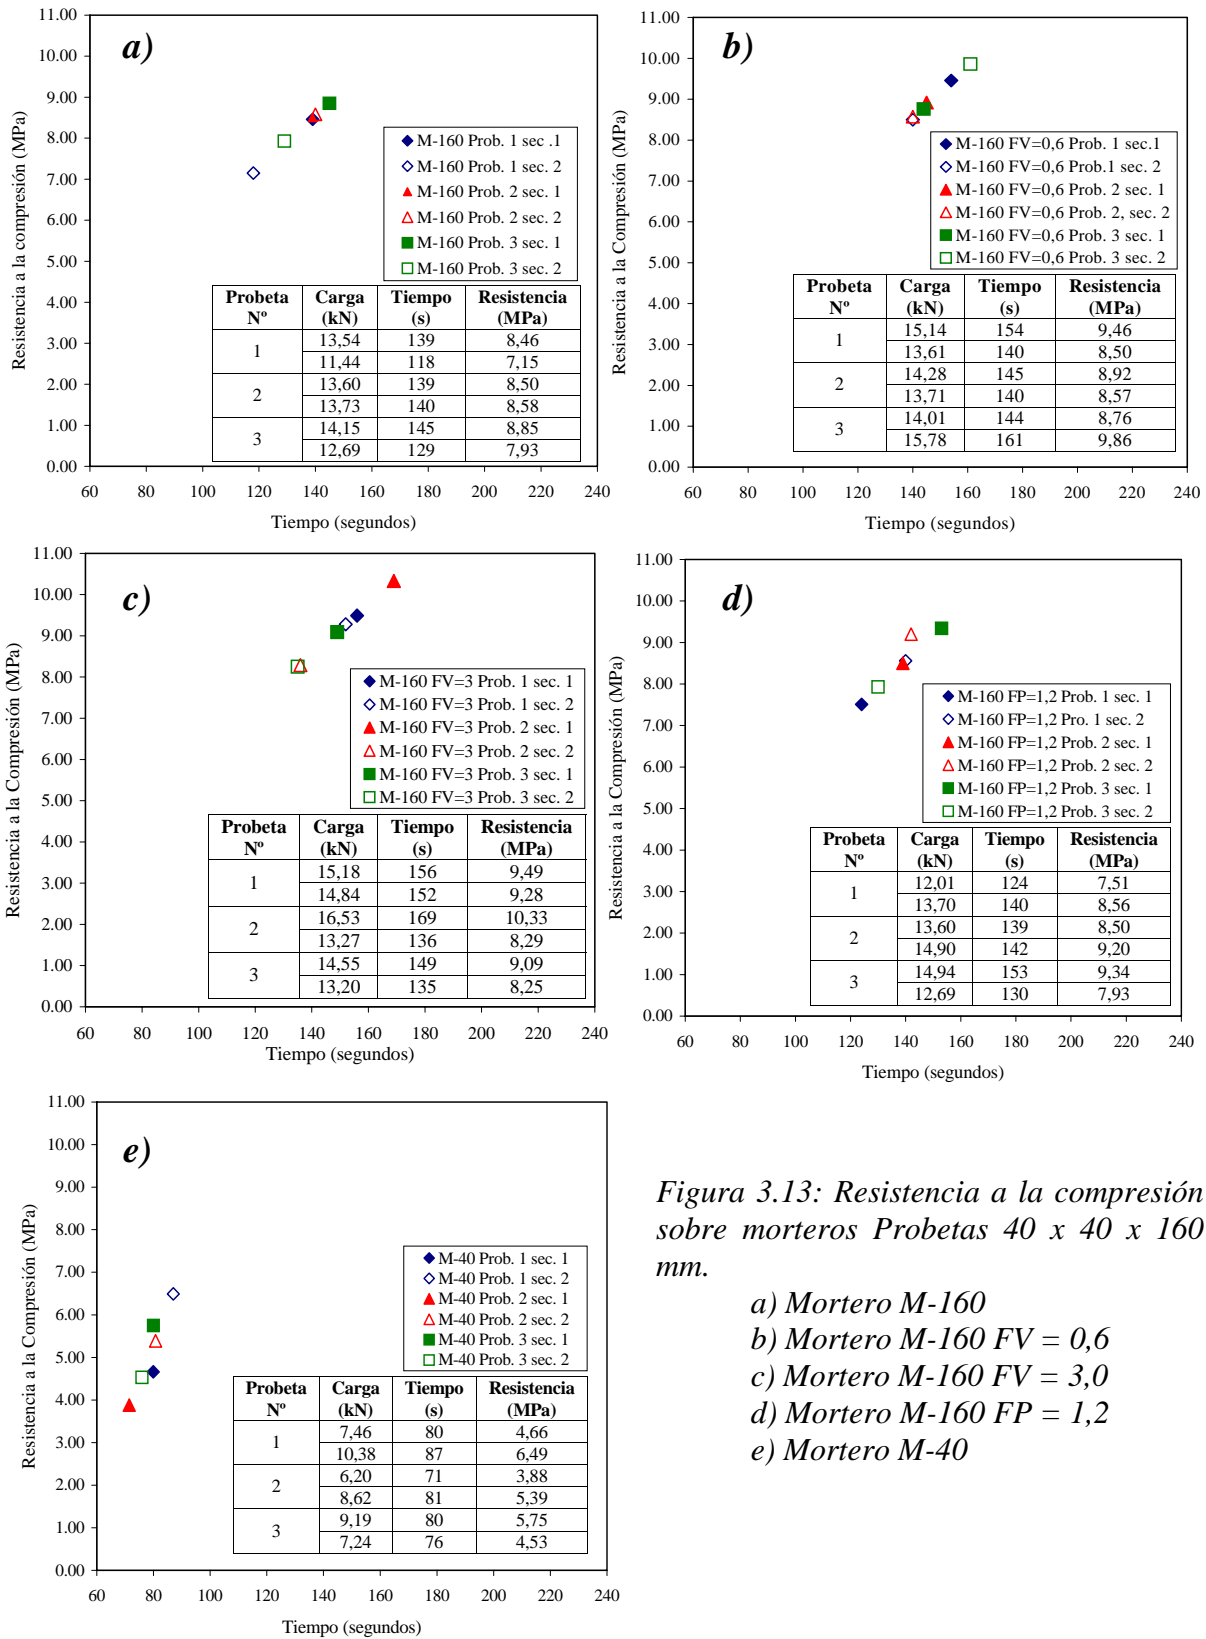 a)
11.00
10.00
9.00
8.00
7.00
6.00
5.00
4.00
3.00
2.00
1.00
0.00
Resistencia a la compresión (MPa)
M-160 Prob. 1 sec .1
M-160 Prob. 1 sec. 2
M-160 Prob. 2 sec. 1
M-160 Prob. 2 sec. 2
M-160 Prob. 3 sec. 1
M-160 Prob. 3 sec. 2
Probeta Carga Tiempo Resistencia
Nº (kN) (s) (MPa)
1 13,54 139 8,46
11,44 118 7,15
2 13,60 139 8,50
13,73 140 8,58
3 14,15 145 8,85
12,69 129 7,93
60 80 100 120 140 160 180 200 220 240
Tiempo (segundos)
b)
11.00
10.00
9.00
8.00
7.00
6.00
5.00
4.00
3.00
2.00
1.00
0.00
Resistencia a la Compresión (MPa)
M-160 FV=0,6 Prob. 1 sec.1
M-160 FV=0,6 Prob.1 sec. 2
M-160 FV=0,6 Prob. 2 sec. 1
M-160 FV=0,6 Prob. 2, sec. 2
M-160 FV=0,6 Prob. 3 sec. 1
M-160 FV=0,6 Prob. 3 sec. 2
Probeta Carga Tiempo Resistencia
Nº (kN) (s) (MPa)
1 15,14 154 9,46
13,61 140 8,50
2 14,28 145 8,92
13,71 140 8,57
3 14,01 144 8,76
15,78 161 9,86
60 80 100 120 140 160 180 200 220 240
Tiempo (segundos)
c)
11.00
10.00
9.00
8.00
7.00
6.00
5.00
4.00
3.00
2.00
1.00
0.00
Resistencia a la Compresión (MPa)
M-160 FV=3 Prob. 1 sec. 1
M-160 FV=3 Prob. 1 sec. 2
M-160 FV=3 Prob. 2 sec. 1
M-160 FV=3 Prob. 2 sec. 2
M-160 FV=3 Prob. 3 sec. 1
M-160 FV=3 Prob. 3 sec. 2
Probeta Carga Tiempo Resistencia
Nº (kN) (s) (MPa)
1 15,18 156 9,49
14,84 152 9,28
2 16,53 169 10,33
13,27 136 8,29
3 14,55 149 9,09
13,20 135 8,25
60 80 100 120 140 160 180 200 220 240
Tiempo (segundos)
d)
11.00
10.00
9.00
8.00
7.00
6.00
5.00
4.00
3.00
2.00
1.00
0.00
Resistencia a la Compresión (MPa)
M-160 FP=1,2 Prob. 1 sec. 1
M-160 FP=1,2 Pro. 1 sec. 2
M-160 FP=1,2 Prob. 2 sec. 1
M-160 FP=1,2 Prob. 2 sec. 2
M-160 FP=1,2 Prob. 3 sec. 1
M-160 FP=1,2 Prob. 3 sec. 2
Probeta Carga Tiempo Resistencia
Nº (kN) (s) (MPa)
1 12,01 124 7,51
13,70 140 8,56
2 13,60 139 8,50
14,90 142 9,20
3 14,94 153 9,34
12,69 130 7,93
60 80 100 120 140 160 180 200 220 240
Tiempo (segundos)
e)
11.00
10.00
9.00
8.00
7.00
6.00
5.00
4.00
3.00
2.00
1.00
0.00
Resistencia a la Compresión (MPa)
M-40 Prob. 1 sec. 1
M-40 Prob. 1 sec. 2
M-40 Prob. 2 sec. 1
M-40 Prob. 2 sec. 2
M-40 Prob. 3 sec. 1
M-40 Prob. 3 sec. 2
Probeta Carga Tiempo Resistencia
Nº (kN) (s) (MPa)
1 7,46 80 4,66
10,38 87 6,49
2 6,20 71 3,88
8,62 81 5,39
3 9,19 80 5,75
7,24 76 4,53
60 80 100 120 140 160 180 200 220 240
Tiempo (segundos)
Figura 3.13: Resistencia a la compresión
sobre morteros Probetas 40 x 40 x 160
mm.
a) Mortero M-160
b) Mortero M-160 FV = 0,6
c) Mortero M-160 FV = 3,0
d) Mortero M-160 FP = 1,2
e) Mortero M-40